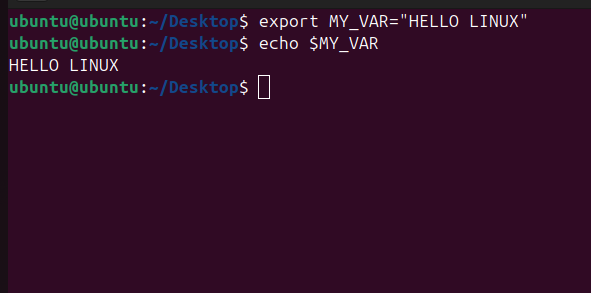 ubuntu@ubuntu:~/Desktop$ export MY_VAR="HELLO LINUX"
ubuntu@ubuntu:~/Desktop$ echo $MY_VAR
HELLO LINUX
ubuntu@ubuntu:~/Desktop$